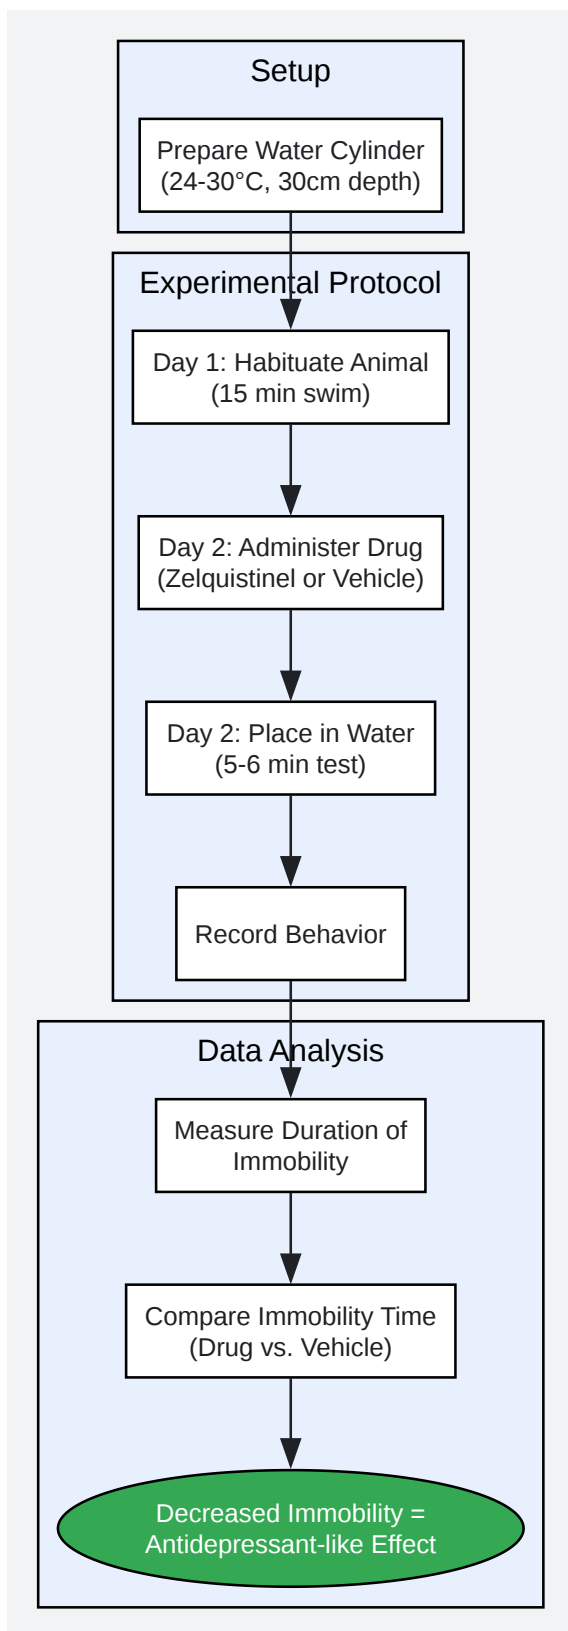 Setup
Prepare Water Cylinder
(24-30°C, 30cm depth)
Experimental Protocol
Day 1: Habituate Animal
(15 min swim)
Day 2: Administer Drug
(Zelquistinel or Vehicle)
Day 2: Place in Water
(5-6 min test)
Record Behavior
Data Analysis
Measure Duration of
Immobility
Compare Immobility Time
(Drug vs. Vehicle)
Decreased Immobility =
Antidepressant-like Effect